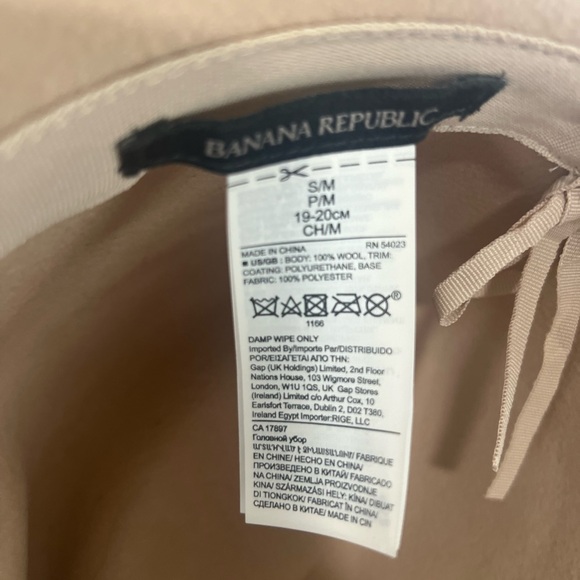 BANANA REPUBLIC
S/M
P/M
19-20CM
CH/M
MADE IN CHINA RN 54023
US/GB : BODY: 100% WOOL, TRIM:
COATING: POLYURETHANE, BASE
FABRIC: 100% POLYESTER
®
1166
DAMP WIPE ONLY
Imported By/Importe Par/DISTRIBUIDO
POR/ΕΙΣΑΓΕΤΑΙ ΑΠΟ ΤΗΝ:
Gap (UK Holdings) Limited, 2nd Floor
Nations House, 103 Wigmore Street,
London, W1U 1QS, UK Gap Stores
(Ireland) Limited c/o Arthur Cox, 10
Earlsfort Terrace, Dublin 2, D02 T380,
Ireland Egypt Importer:RIGE, LLC
CA 17897
Головной убор
FABRIQUE
EN CHINE/ HECHO EN CHINA/
ПРОИЗВЕДЕНО В КИТАЙ/ FABRICADO
NA CHINA/ ZEMLJA PROIZVODNJE
KINA/ SZÁRMAZÁSI HELY: KÍNA/ DIBUAT
DI TIONGKOK/ FABRICAT ÎN CHINA/
СДЕЛАНО В КИТАЕ/ MADE IN CIN